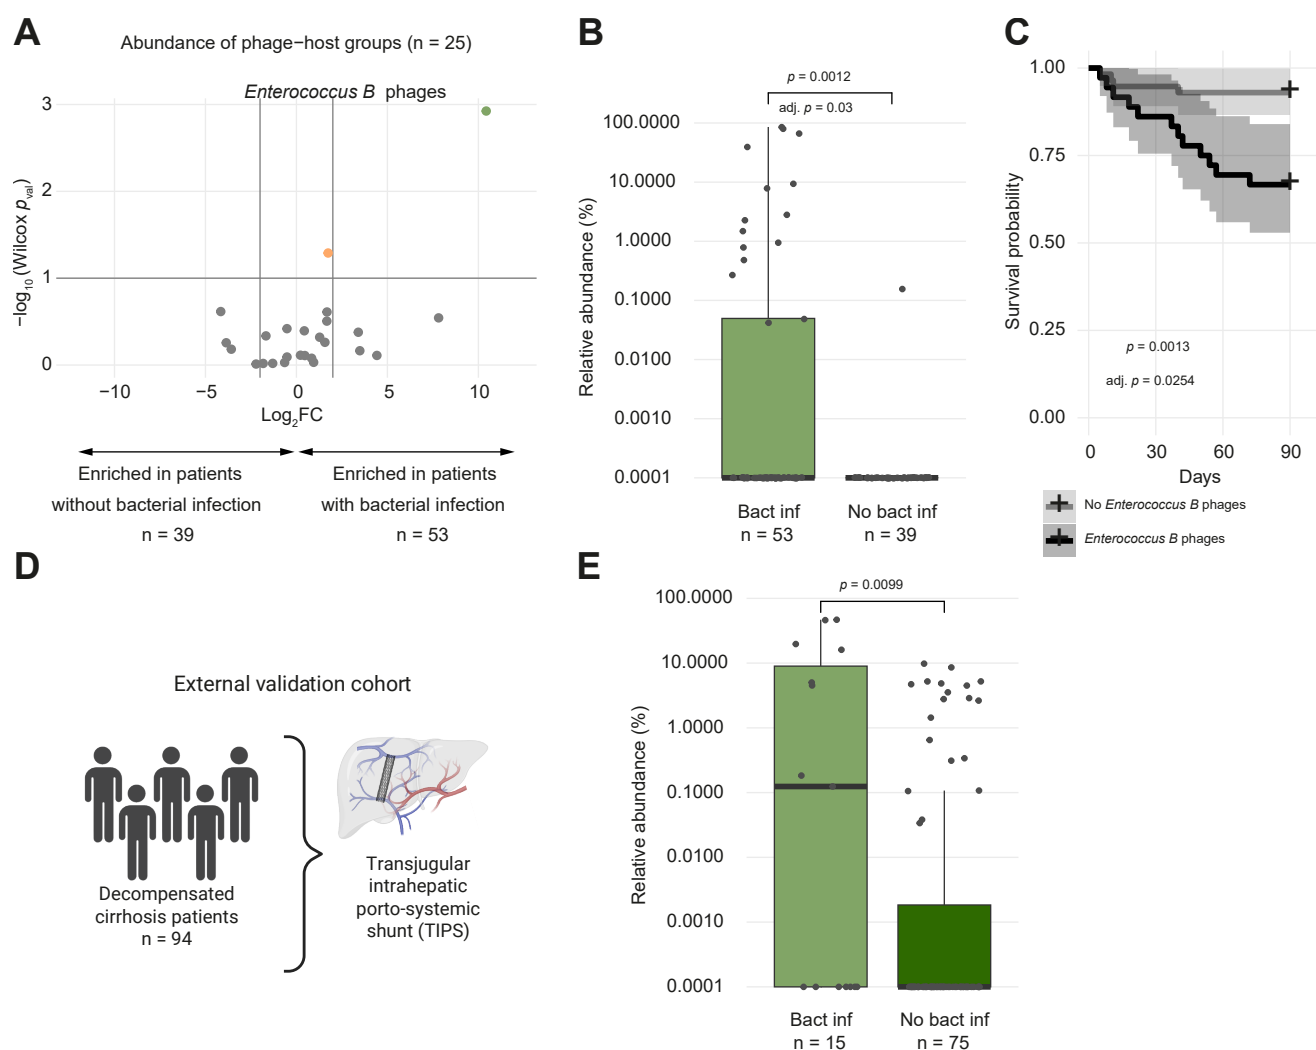 A
Abundance of phage−host groups (n = 25)
Enterococcus B phages
3
2
1
0
−log10(Wilcox pval)
−10
−5
0
5
10
Log2FC
Enriched in patients
without bacterial infection
n = 39
Enriched in patients
with bacterial infection
n = 53
B
p = 0.0012
adj. p = 0.03
100.0000
10.0000
1.0000
0.1000
0.0100
0.0010
0.0001
Relative abundance (%)
Bact inf
n = 53
No bact inf
n = 39
C
1.00
0.75
0.50
0.25
0.00
Survival probability
p = 0.0013
adj. p = 0.0254
0
30
60
90
Days
No Enterococcus B phages
Enterococcus B phages
D
External validation cohort
Decompensated
cirrhosis patients
n = 94
Transjugular
intrahepatic
porto-systemic
shunt (TIPS)
E
p = 0.0099
100.0000
10.0000
1.0000
0.1000
0.0100
0.0010
0.0001
Relative abundance (%)
Bact inf
n = 15
No bact inf
n = 75